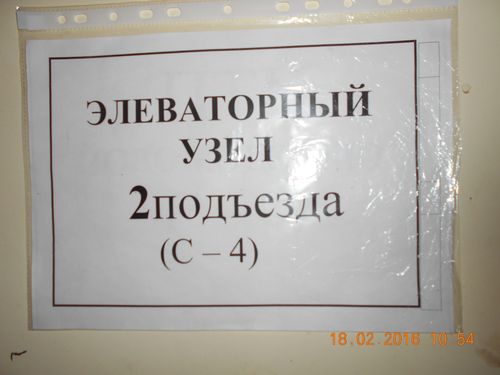 ЭЛЕВАТОРНЫЙ
УЗЕЛ
2подъезда
(С – 4)
18.02.2016 10:54